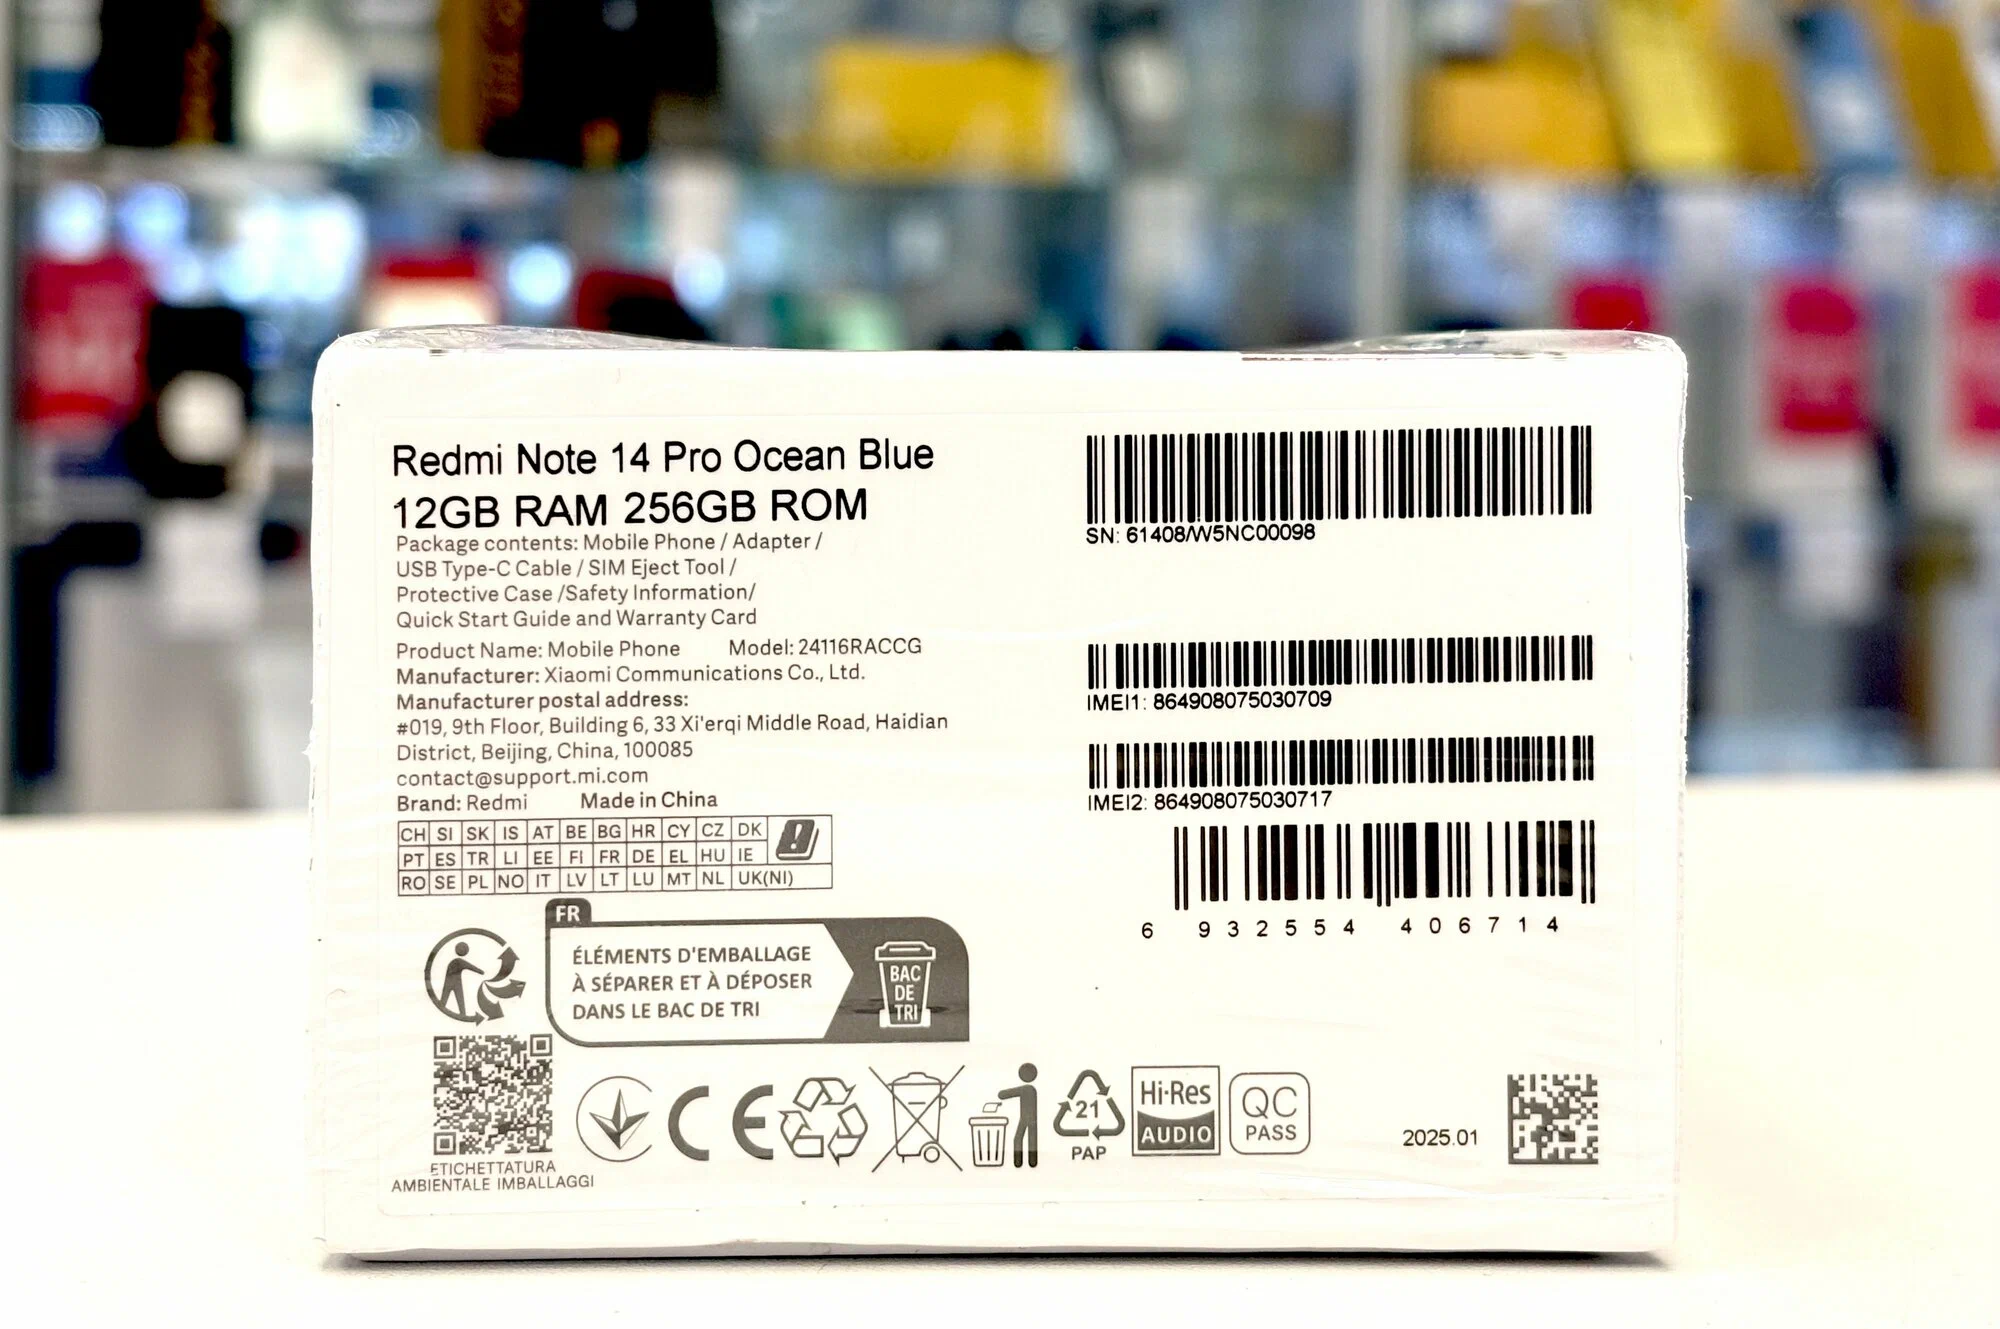 Redmi Note 14 Pro Ocean Blue
12GB RAM 256GB ROM
Package contents: Mobile Phone / Adapter /
USB Type-C Cable / SIM Eject Tool /
Protective Case /Safety Information/
Quick Start Guide and Warranty Card
Product Name: Mobile Phone Model: 24116RACCG
Manufacturer: Xiaomi Communications Co., Ltd.
Manufacturer postal address:
#019, 9th Floor, Building 6, 33 Xi'erqi Middle Road, Haidian
District, Beijing, China, 100085
contact@support.mi.com
Brand: Redmi Made in China
CH SI SK IS AT BE BG HR CY CZ DK
PT ES TR LI EE FI FR DE EL HU IE
RO SE PL NO IT LV LT LU MT NL UK(NI)
FR
ÉLÉMENTS D'EMBALLAGE
À SÉPARER ET À DÉPOSER
DANS LE BAC DE TRI
BAC
DE
TRI
ETICHETTATURA
AMBIENTALE IMBALLAGGI
CE
21
PAP
Hi-Res
AUDIO
QC
PASS
SN: 61408/W5NC00098
IMEI1: 864908075030709
IMEI2: 864908075030717
6 932554 406714
2025.01